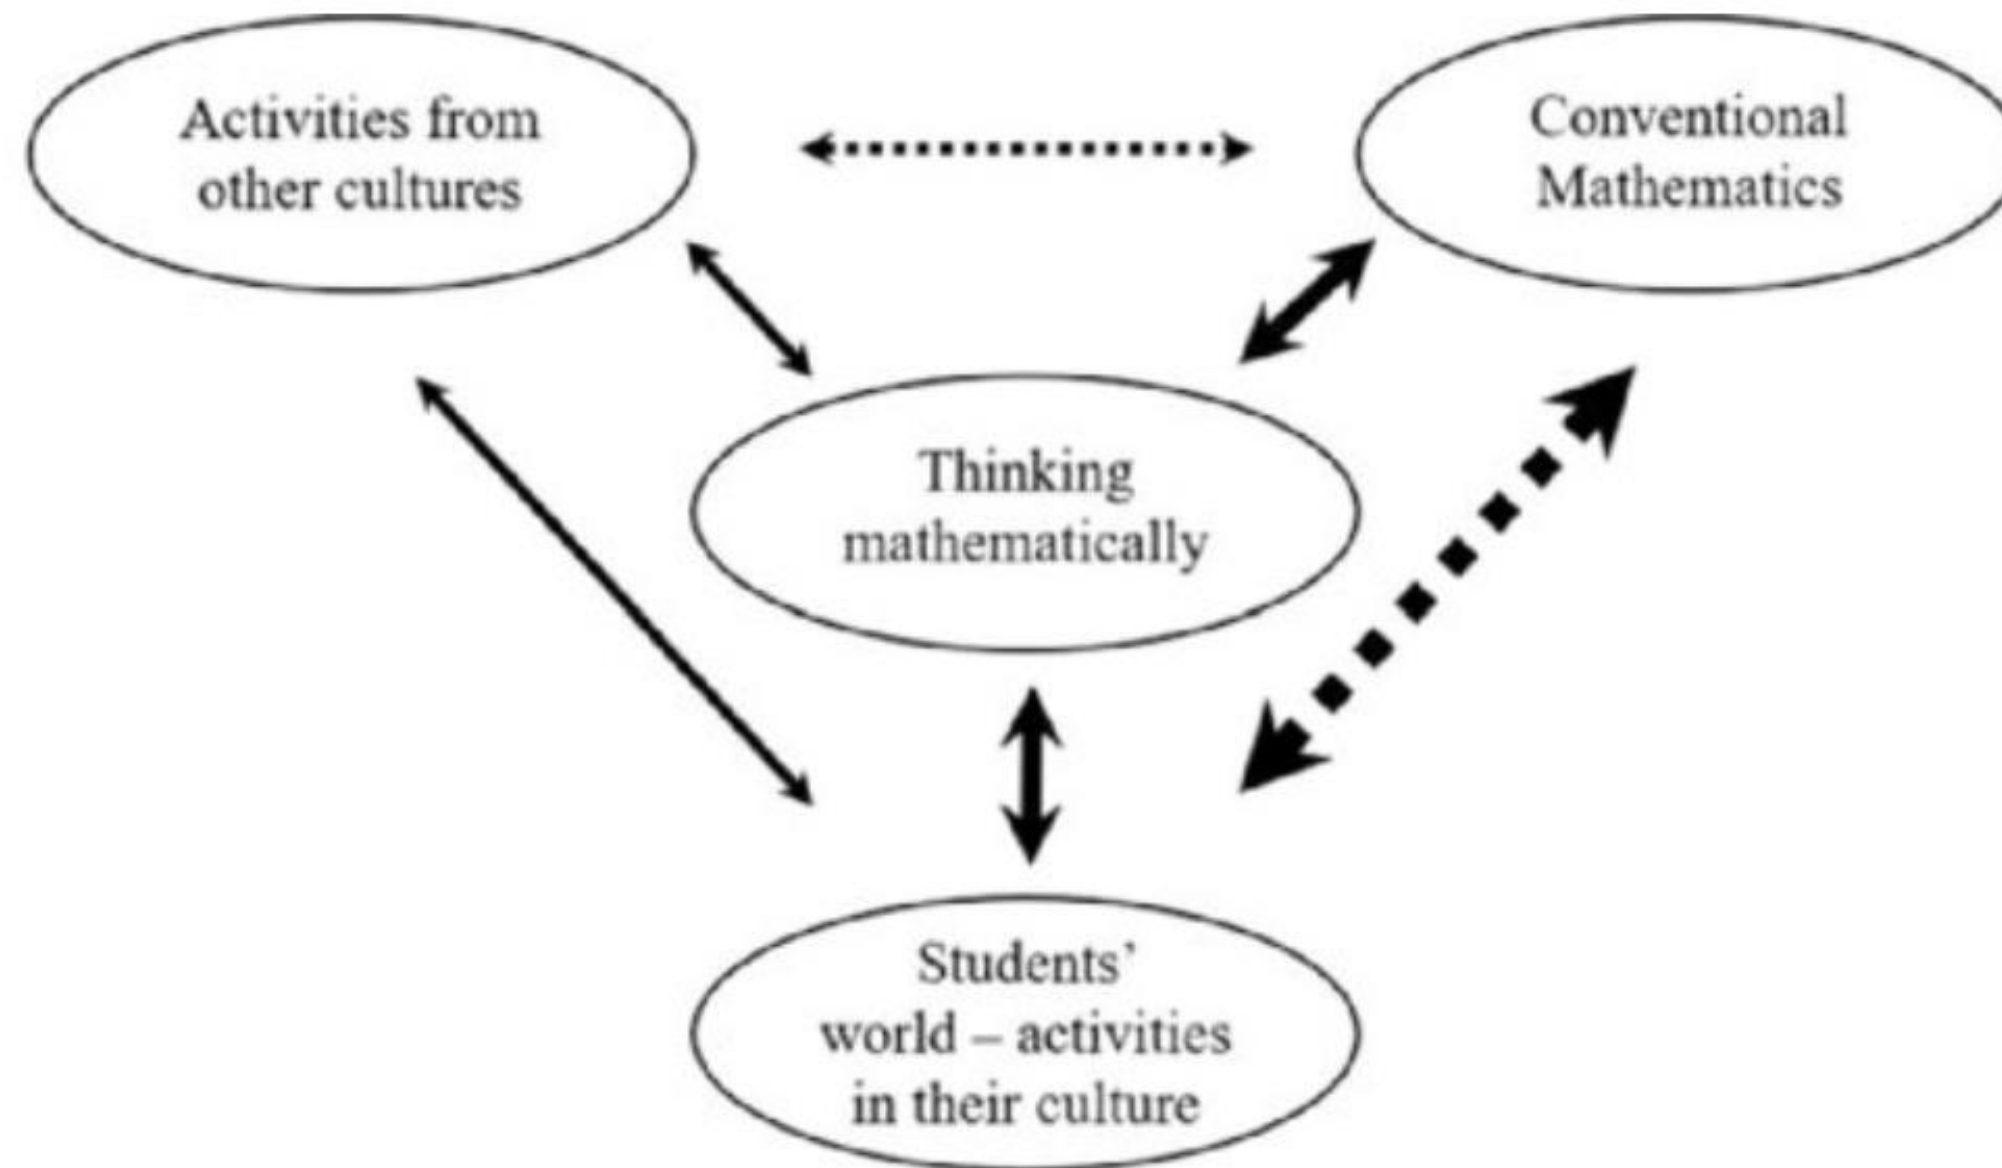 Activities from
other cultures
Conventional
Mathematics
Thinking
mathematically
Students’
world – activities
in their culture